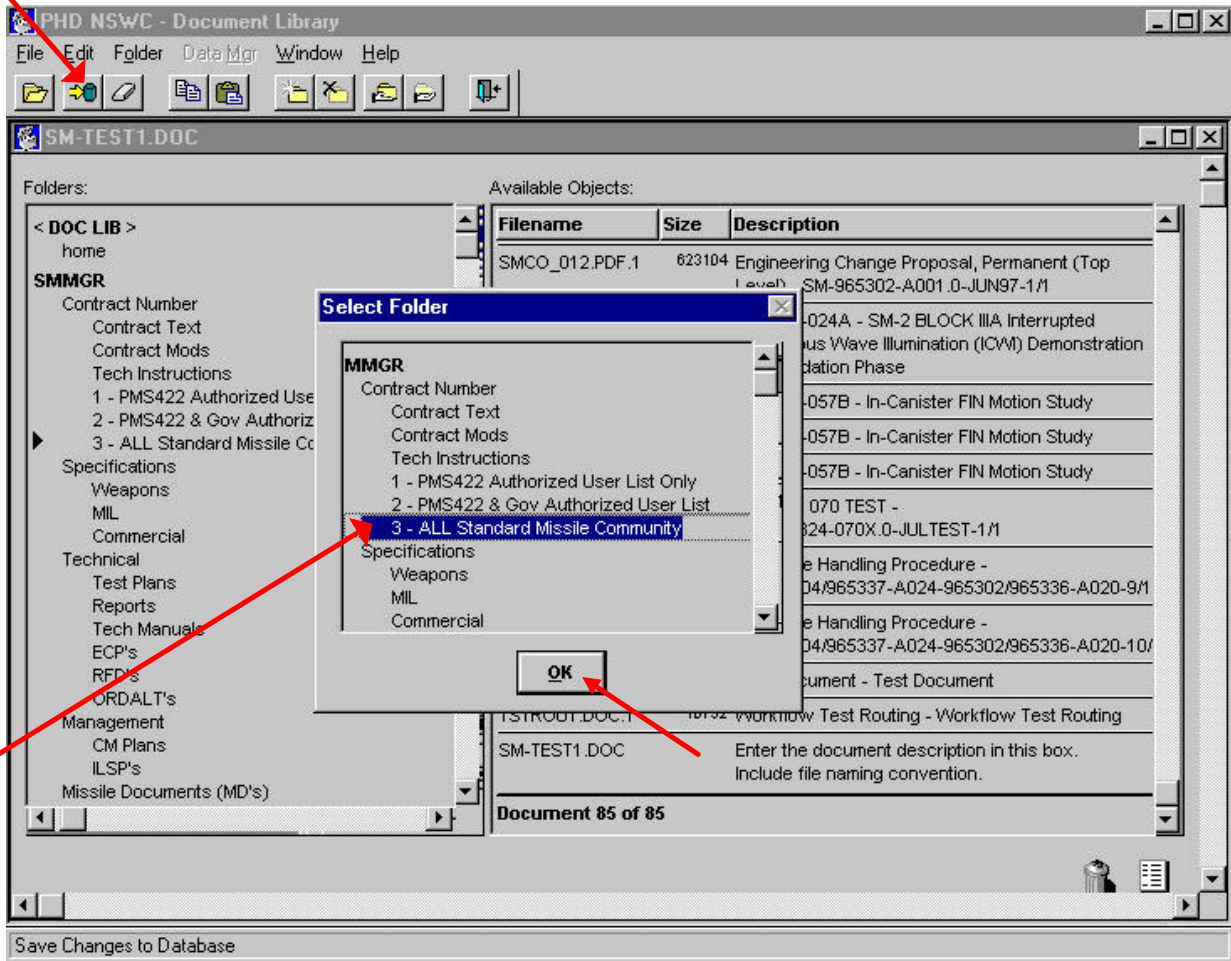 PHD NSWC - Document Library
File Edit Folder Data Mgr Window Help
SM-TEST1.DOC
Folders:
< DOC LIB >
home
SMMGR
Contract Number
Contract Text
Contract Mods
Tech Instructions
1 - PMS422 Authorized Use
2 - PMS422 & Gov Authoriz
3 - ALL Standard Missile Co
Specifications
Weapons
MIL
Commercial
Technical
Test Plans
Reports
Tech Manuals
ECP's
RFD's
ORDALT's
Management
CM Plans
ILSP's
Missile Documents (MD's)
Available Objects:
Filename Size Description
SMCO_012.PDF.1 623104 Engineering Change Proposal, Permanent (Top
Level) - SM-965302-A001.0-JUN97-1/1
-024A - SM-2 BLOCK IIIA Interrupted
us Wave Illumination (ICWI) Demonstration
dation Phase
-057B - In-Canister FIN Motion Study
-057B - In-Canister FIN Motion Study
-057B - In-Canister FIN Motion Study
070 TEST -
324-070X.0-JULTEST-1/1
e Handling Procedure -
04/965337-A024-965302/965336-A020-9/1
e Handling Procedure -
04/965337-A024-965302/965336-A020-10/
cument - Test Document
TSTROUT.DOC.1 Workflow Test Routing - Workflow Test Routing
SM-TEST1.DOC Enter the document description in this box.
Include file naming convention.
Document 85 of 85
Select Folder
MMGR
Contract Number
Contract Text
Contract Mods
Tech Instructions
1 - PMS422 Authorized User List Only
2 - PMS422 & Gov Authorized User List
3 - ALL Standard Missile Community
Specifications
Weapons
MIL
Commercial
OK
Save Changes to Database